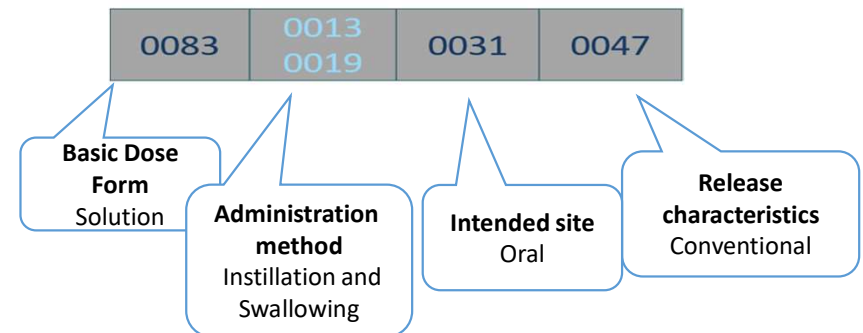 0083
0013
0019
0031
0047
Basic Dose
Form
Solution
Administration
method
Instillation and
Swallowing
Intended site
Oral
Release
characteristics
Conventional